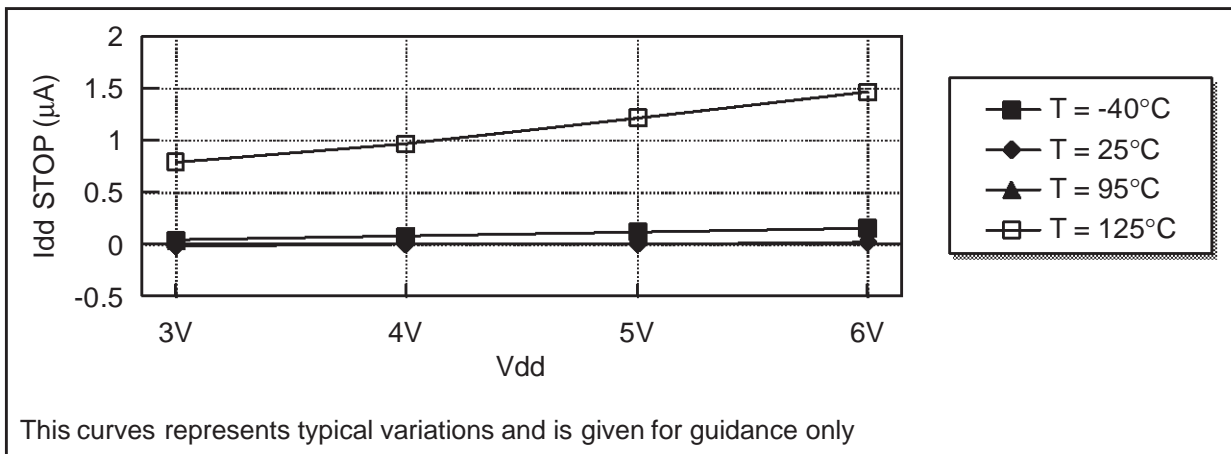 2
1.5
1
0.5
0
-0.5
Idd STOP (μA)
3V 4V 5V 6V
Vdd
T = -40°C
T = 25°C
T = 95°C
T = 125°C
This curves represents typical variations and is given for guidance only